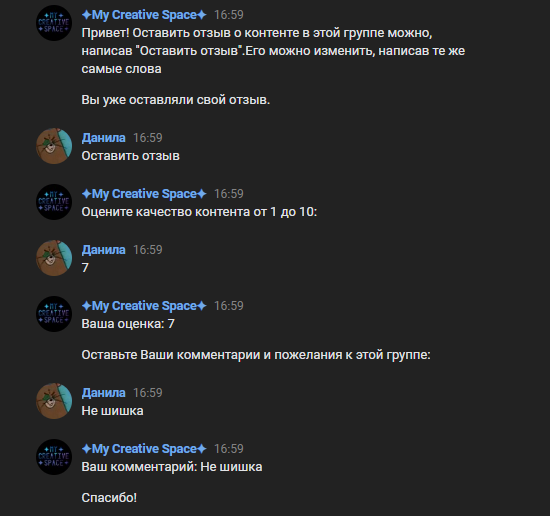 ✦My Creative Space✦ 16:59
Привет! Оставить отзыв о контенте в этой группе можно,
написав "Оставить отзыв".Его можно изменить, написав те же
самые слова
Вы уже оставляли свой отзыв.
Данила 16:59
Оставить отзыв
✦My Creative Space✦ 16:59
Оцените качество контента от 1 до 10:
Данила 16:59
7
✦My Creative Space✦ 16:59
Ваша оценка: 7
Оставьте Ваши комментарии и пожелания к этой группе:
Данила 16:59
Не шишка
✦My Creative Space✦ 16:59
Ваш комментарий: Не шишка
Спасибо!